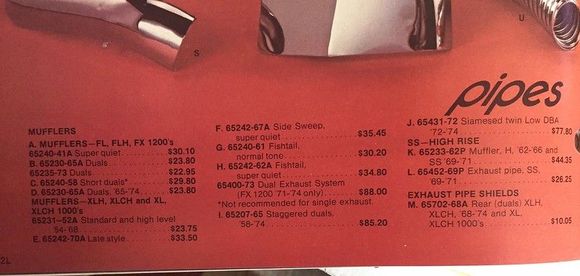 S
U
pipes
MUFFLERS
A. MUFFLERS—FL, FLH, FX 1200's
65240-41A Super quiet $30.10
B. 65230-65A Duals $23.80
65235-73 Duals $22.95
C. 65240-58 Short duals* $29.80
D. 65230-65A Duals, '65-'74 $23.80
MUFFLERS—XLH, XLCH and XL,
XLCH 1000's
65231-52A Standard and high level
54-68 $23.75
E. 65242-70A Late style $33.50
F. 65242-67A Side Sweep,
super quiet $35.45
G. 65240-61 Fishtail,
normal tone $30.20
H. 65242-62A Fishtail,
super quiet $34.80
65400-73 Dual Exhaust System
(FX 1200 '71-'74 only) $88.00
*Not recommended for single exhaust.
I. 65207-65 Staggered duals,
58-'74 $85.20
J. 65431-72 Siamesed twin Low DBA
'72-'74 $77.80
SS—HIGH RISE
K. 65233-62P Muffler, H, '62-'66 and
SS '69-'71 $44.35
L. 65452-69P Exhaust pipe, SS,
'69-'71 $26.25
EXHAUST PIPE SHIELDS
M. 65702-68A Rear (duals) XLH,
XLCH, '68-'74 and XL,
XLCH 1000's $10.05
2L